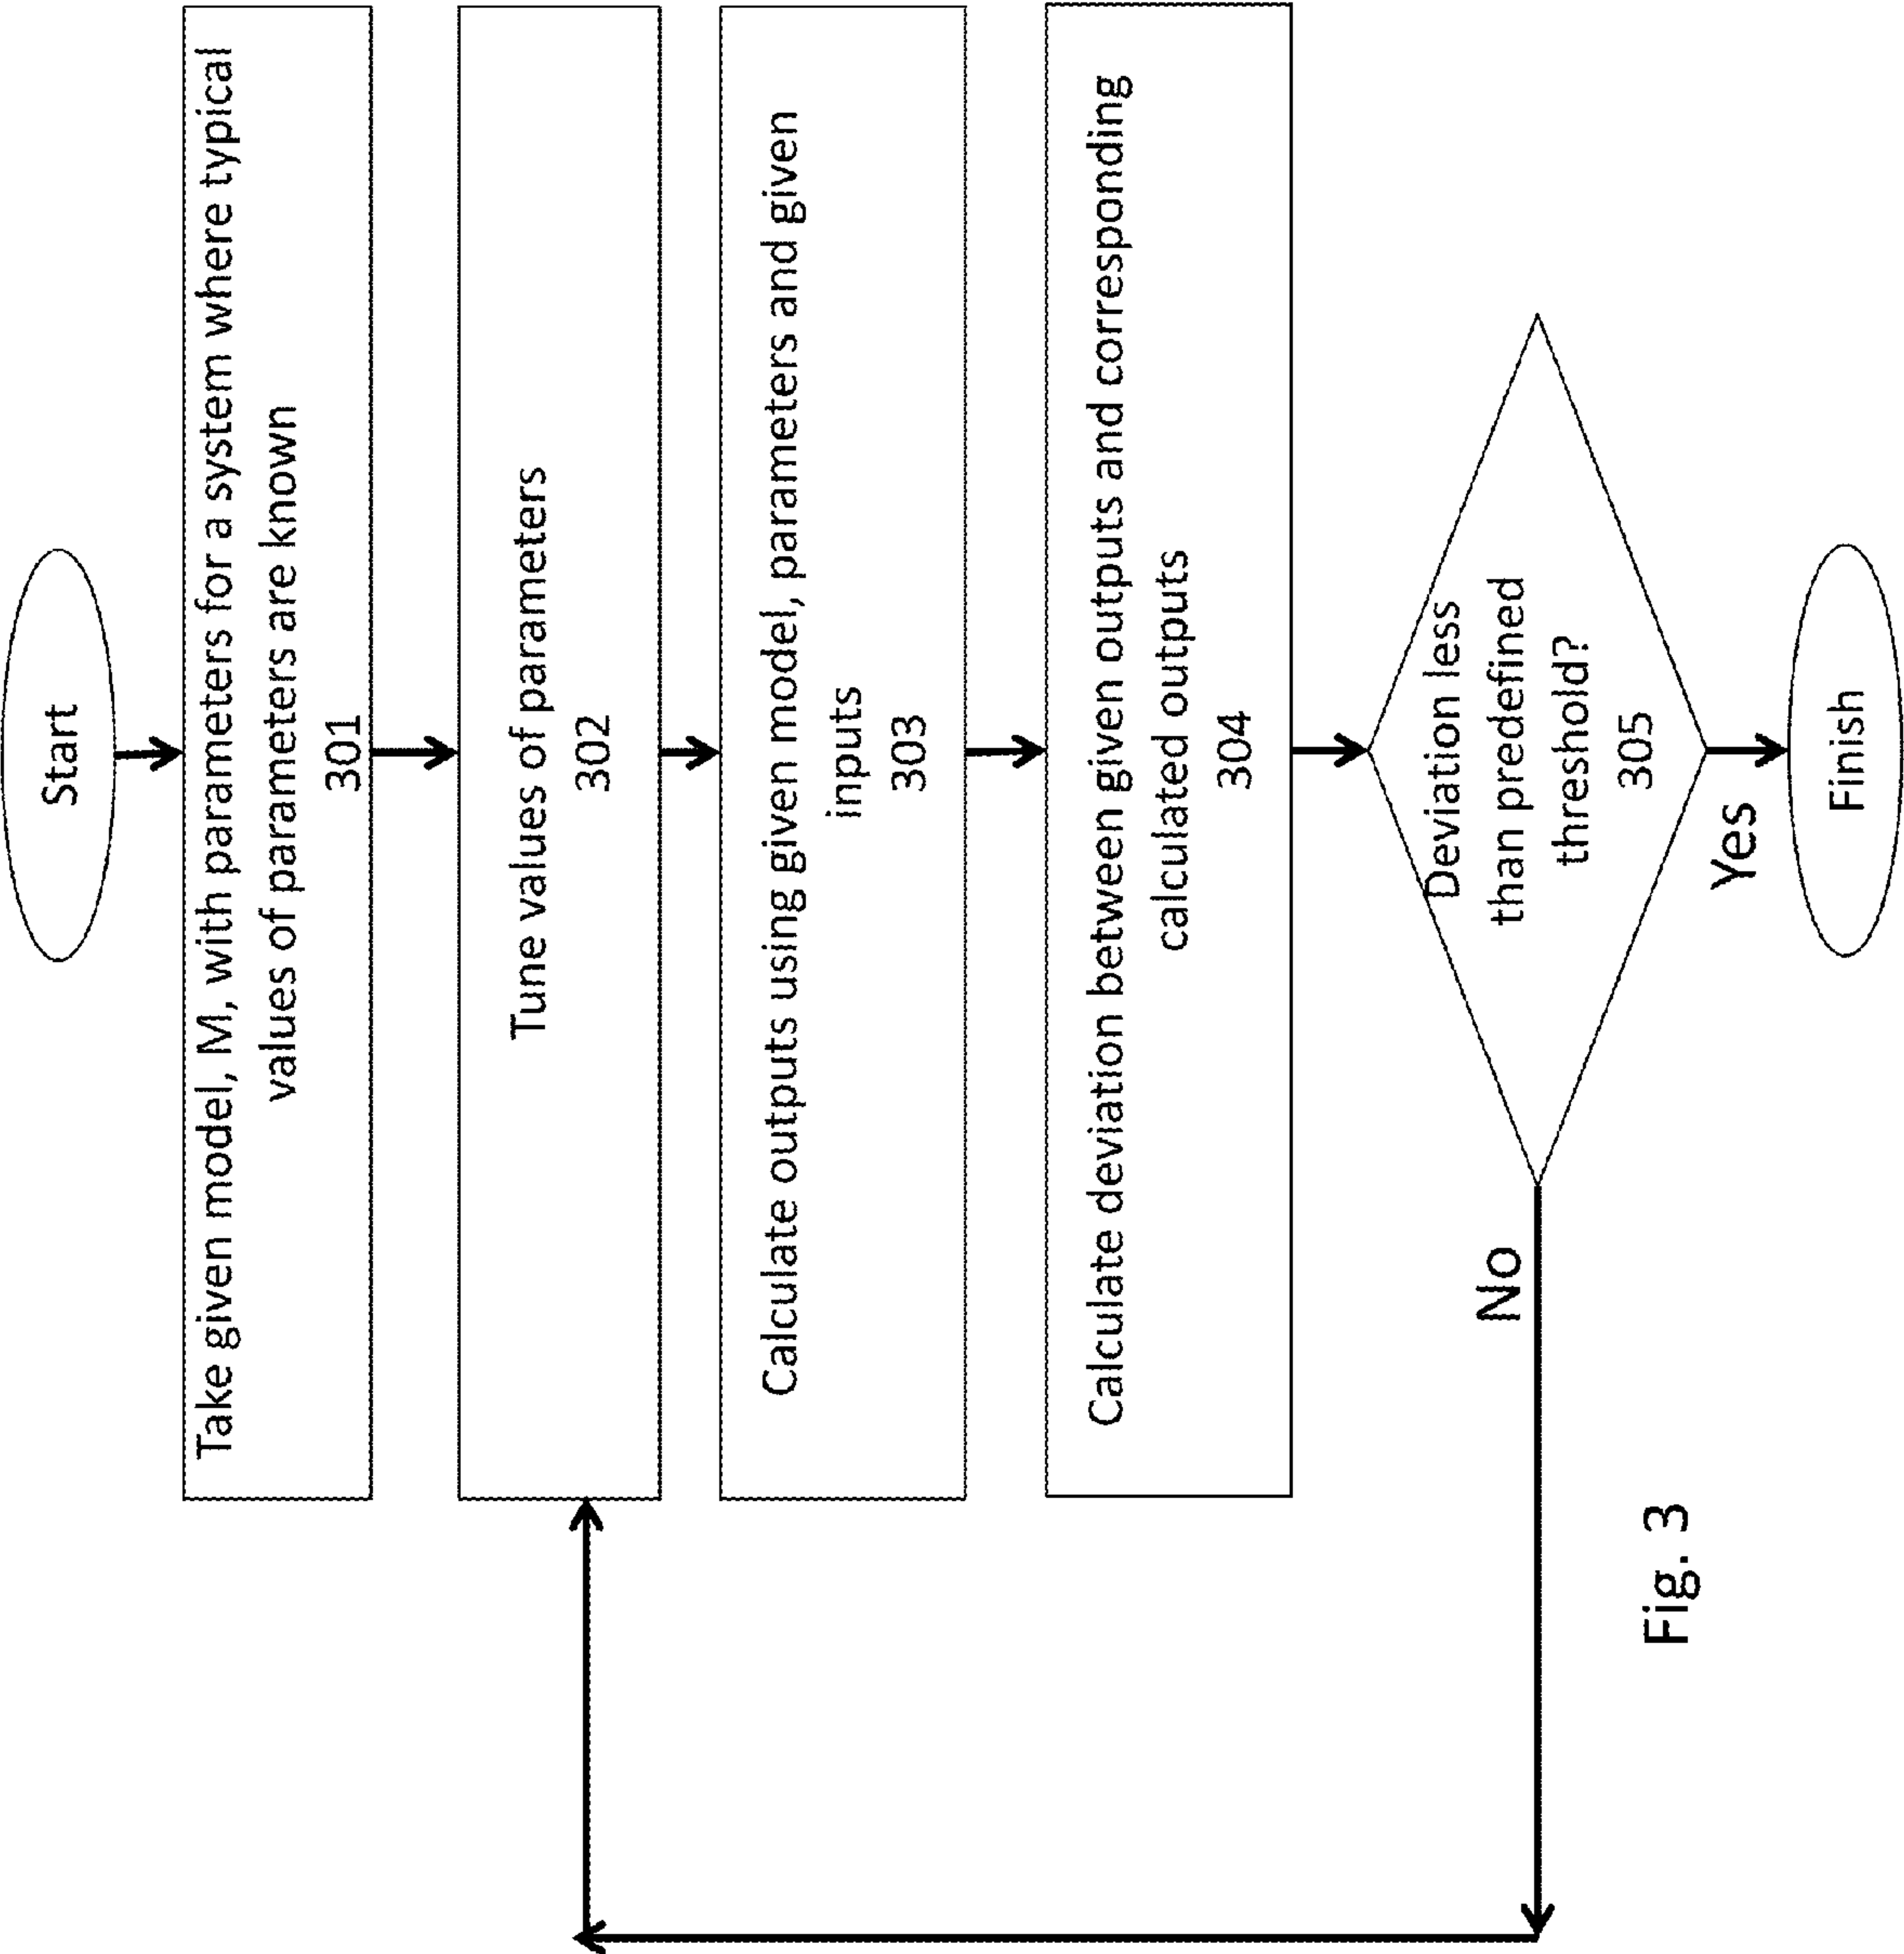 Start
Take given model, M, with parameters for a system where typical
values of parameters are known
301
Tune values of parameters
302
Calculate outputs using given model, parameters and given
inputs
303
Calculate deviation between given outputs and corresponding
calculated outputs
304
Deviation less
than predefined
threshold?
305
No
Yes
Finish
Fig. 3